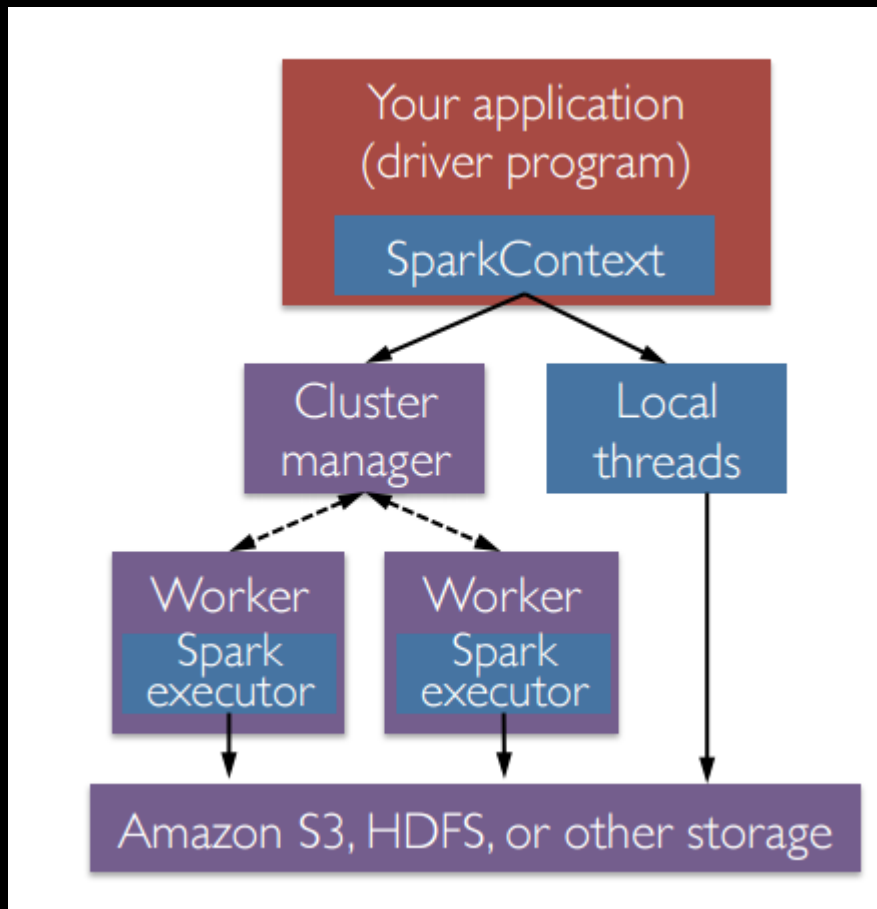 Your application
(driver program)
SparkContext
Cluster
manager
Local
threads
Worker
Spark
executor
Worker
Spark
executor
Amazon S3, HDFS, or other storage